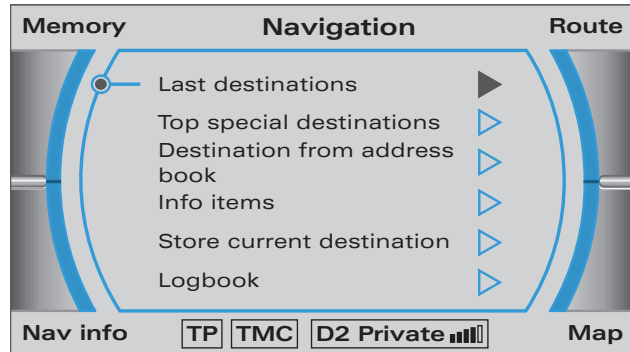 Memory Navigation Route
Last destinations
Top special destinations
Destination from address
book
Info items
Store current destination
Logbook
Nav info TP TMC D2 Private Map